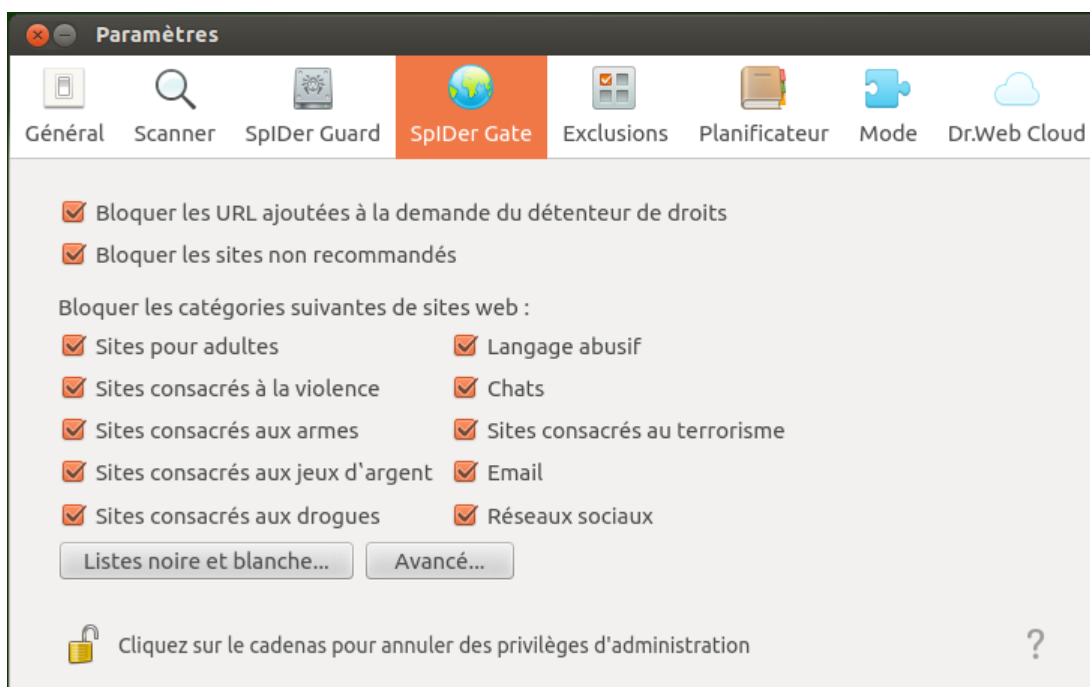 Paramètres
Général Scanner SpIDer Guard SpIDer Gate Exclusions Planificateur Mode Dr.Web Cloud
Bloquer les URL ajoutées à la demande du détenteur de droits
Bloquer les sites non recommandés
Bloquer les catégories suivantes de sites web :
Sites pour adultes Langage abusif
Sites consacrés à la violence Chats
Sites consacrés aux armes Sites consacrés au terrorisme
Sites consacrés aux jeux d'argent Email
Sites consacrés aux drogues Réseaux sociaux
Listes noire et blanche... Avancé...
Cliquez sur le cadenas pour annuler des privilèges d'administration ?